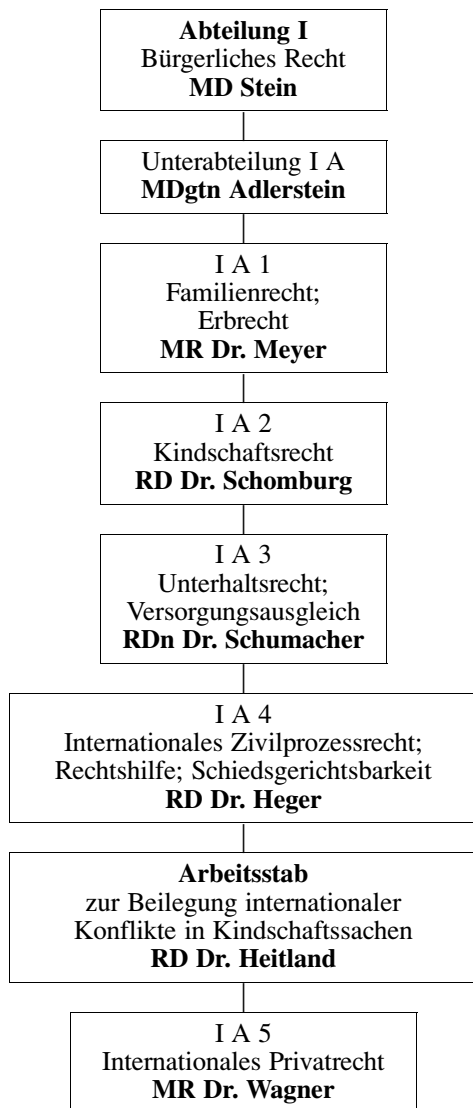 Abteilung I
Bürgerliches Recht
MD Stein
Unterabteilung I A
MDgtn Adlerstein
I A 1
Familienrecht;
Erbrecht
MR Dr. Meyer
I A 2
Kindschaftsrecht
RD Dr. Schomburg
I A 3
Unterhaltsrecht;
Versorgungsausgleich
RDn Dr. Schumacher
I A 4
Internationales Zivilprozessrecht;
Rechtshilfe; Schiedsgerichtsbarkeit
RD Dr. Heger
Arbeitsstab
zur Beilegung internationaler
Konflikte in Kindschaftssachen
RD Dr. Heitland
I A 5
Internationales Privatrecht
MR Dr. Wagner